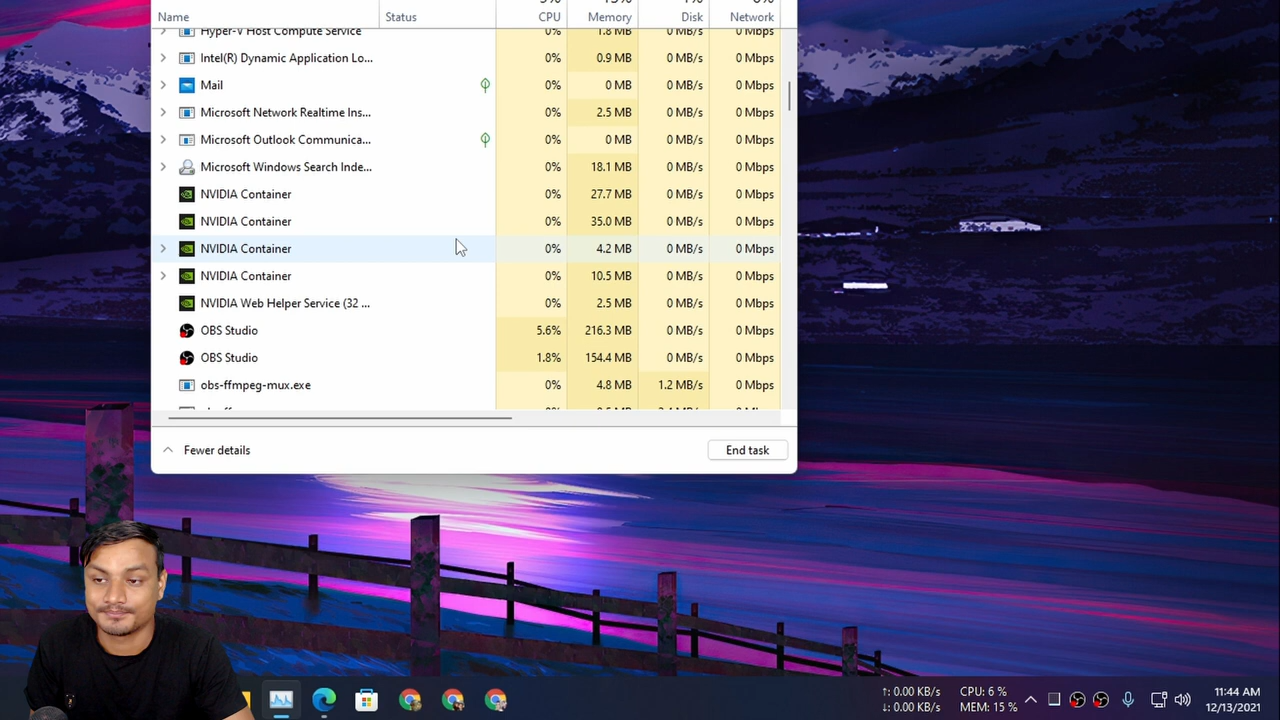 Name Status CPU Memory Disk Network
Hyper-V Host Compute Service 0% 1.8 MB 0 MB/s 0 Mbps
Intel(R) Dynamic Application Lo... 0% 0.9 MB 0 MB/s 0 Mbps
Mail 0% 0 MB 0 MB/s 0 Mbps
Microsoft Network Realtime Ins... 0% 2.5 MB 0 MB/s 0 Mbps
Microsoft Outlook Communica... 0% 0 MB 0 MB/s 0 Mbps
Microsoft Windows Search Inde... 0% 18.1 MB 0 MB/s 0 Mbps
NVIDIA Container 0% 27.7 MB 0 MB/s 0 Mbps
NVIDIA Container 0% 35.0 MB 0 MB/s 0 Mbps
NVIDIA Container 0% 4.2 MB 0 MB/s 0 Mbps
NVIDIA Container 0% 10.5 MB 0 MB/s 0 Mbps
NVIDIA Web Helper Service (32 ... 0% 2.5 MB 0 MB/s 0 Mbps
OBS Studio 5.6% 216.3 MB 0 MB/s 0 Mbps
OBS Studio 1.8% 154.4 MB 0 MB/s 0 Mbps
obs-ffmpeg-mux.exe 0% 4.8 MB 1.2 MB/s 0 Mbps
Fewer details End task
↑: 0.00 KB/s CPU: 6 % 11:44 AM
↓: 0.00 KB/s MEM: 15 % 12/13/2021